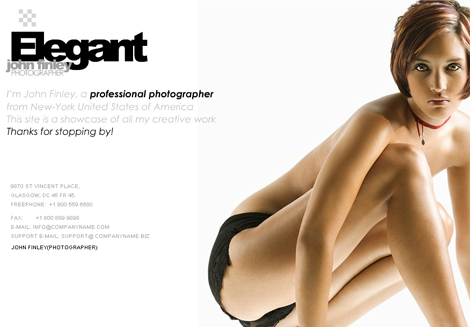 Elegant
john finley
PHOTOGRAPHER
I'm John Finley, a professional photographer
from New-York United States of America
This site is a showcase of all my creative work
Thanks for stopping by!
9870 ST VINCENT PLACE,
GLASGOW, DC 45 FR 45.
FREEPHONE: +1 800 559 6580
FAX: +1 800 889 9898
E-MAIL: INFO@COMPANYNAME.COM
SUPPORT E-MAIL: SUPPORT@ COMPANYNAME.BIZ
JOHN FINLEY(PHOTOGRAPHER)